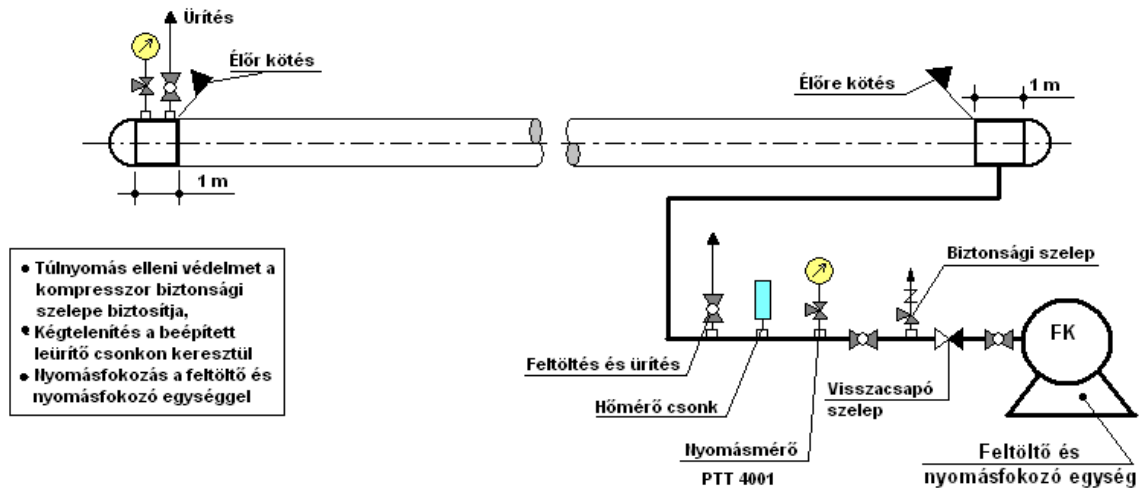 Ürítés
Élőr kötés
Élőre kötés
1 m
1 m
• Túlnyomás elleni védelmet a
kompresszor biztonsági
szelepe biztosítja,
• Kégtelenítés a beépített
leürítő csonkon keresztül
• Nyomásfokozás a feltöltő és
nyomásfokozó egységgel
Biztonsági szelep
FK
Feltöltés és ürítés
Hőmérő csonk
Visszacsapó
szelep
Nyomásmérő
PTT 4001
Feltöltő és
nyomásfokozó egység